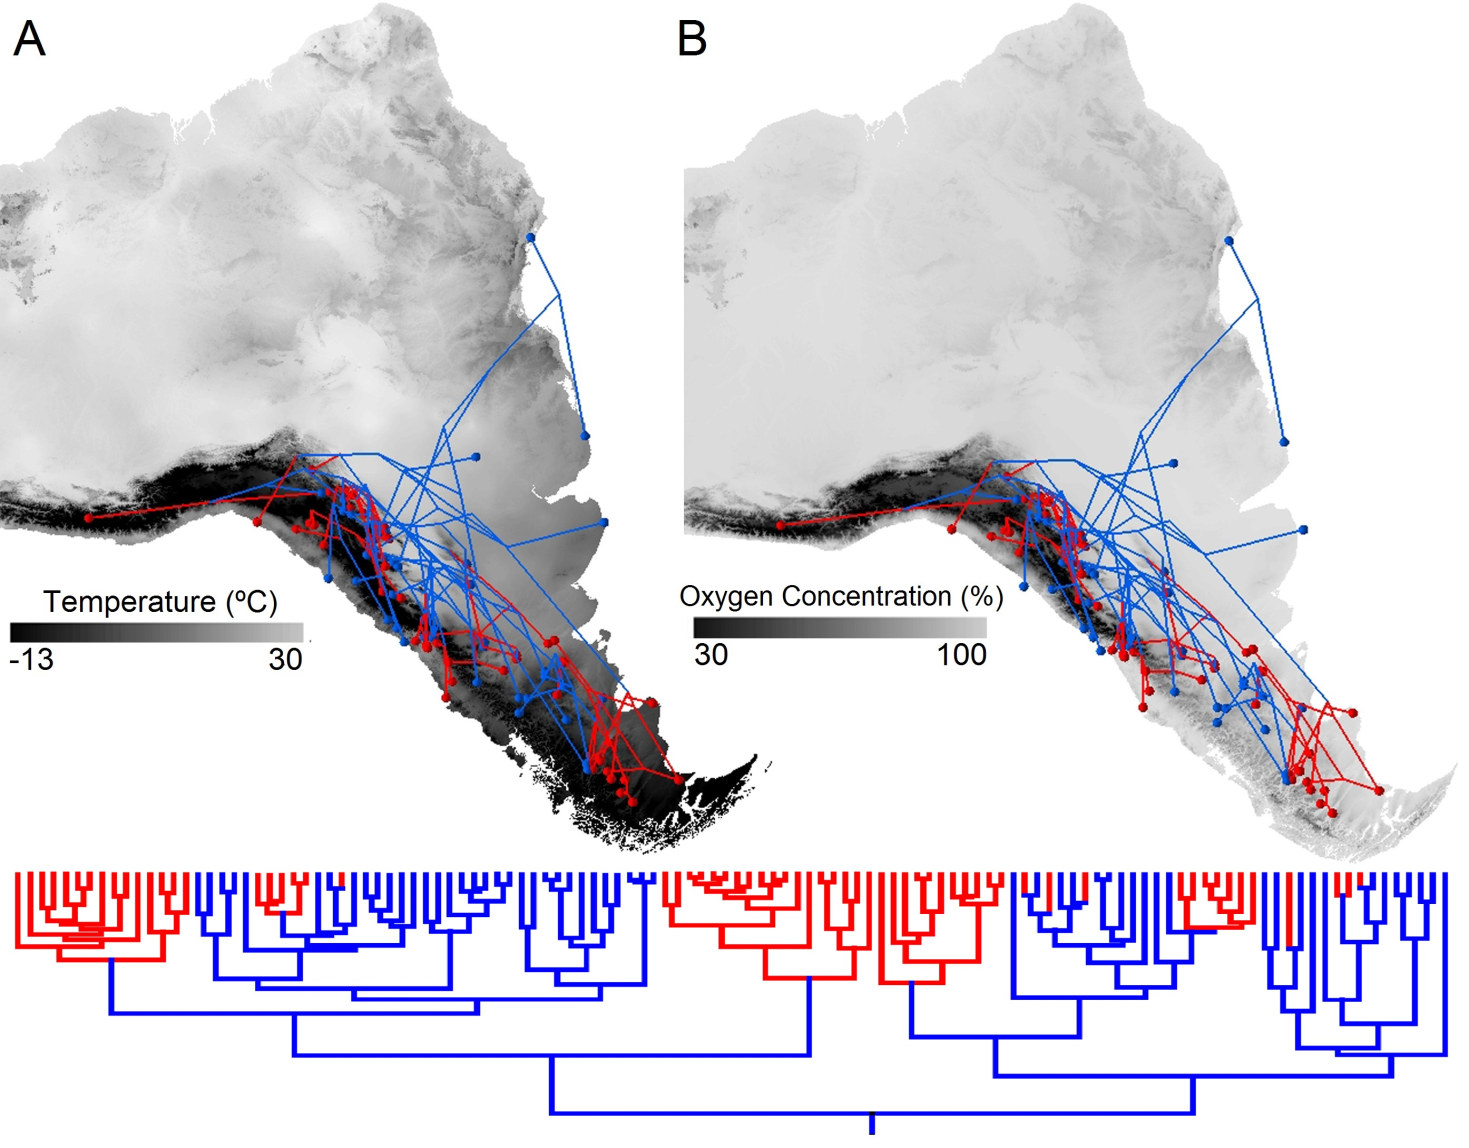 A
B
Temperature (ºC)
-13 30
Oxygen Concentration (%)
30 100